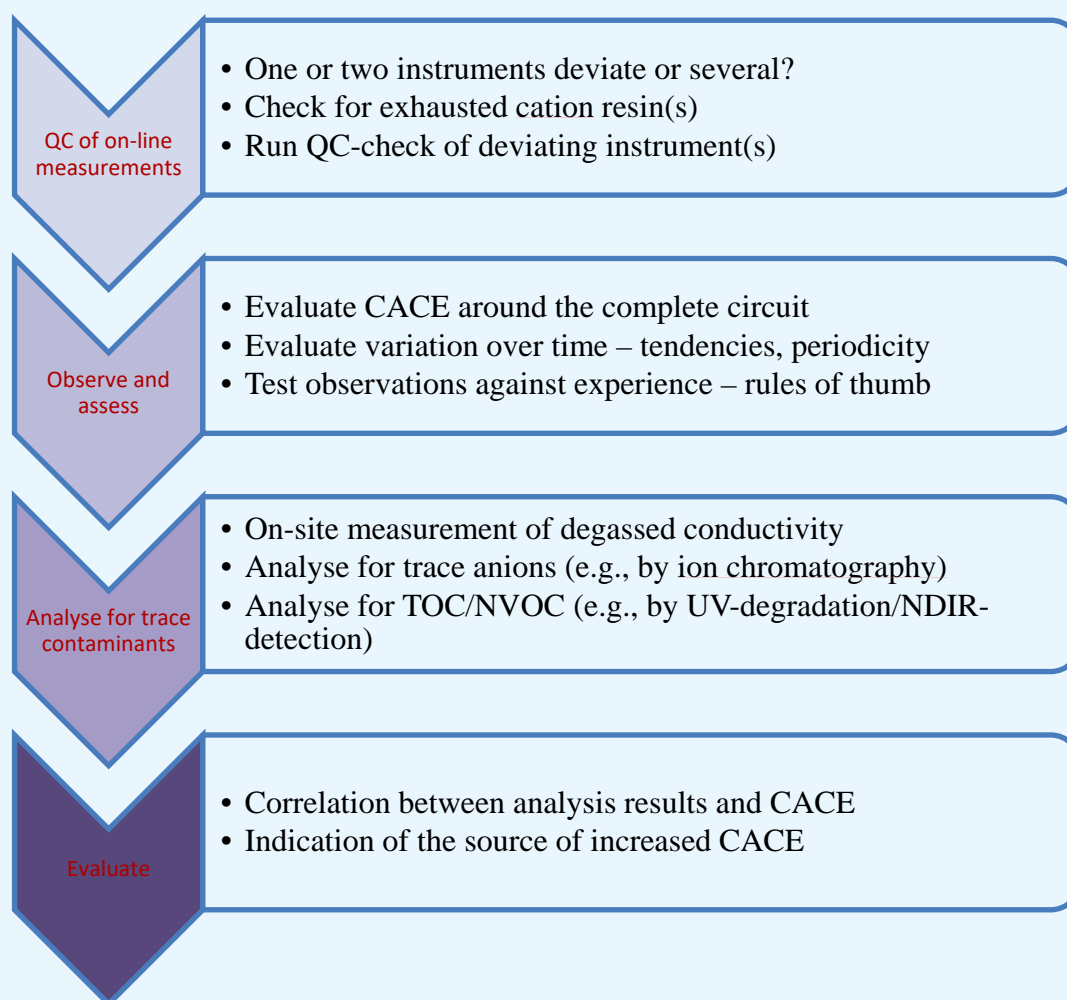 QC of on-line
measurements
• One or two instruments deviate or several?
• Check for exhausted cation resin(s)
• Run QC-check of deviating instrument(s)
Observe and
assess
• Evaluate CACE around the complete circuit
• Evaluate variation over time – tendencies, periodicity
• Test observations against experience – rules of thumb
Analyse for trace
contaminants
• On-site measurement of degassed conductivity
• Analyse for trace anions (e.g., by ion chromatography)
• Analyse for TOC/NVOC (e.g., by UV-degradation/NDIR-
detection)
Evaluate
• Correlation between analysis results and CACE
• Indication of the source of increased CACE